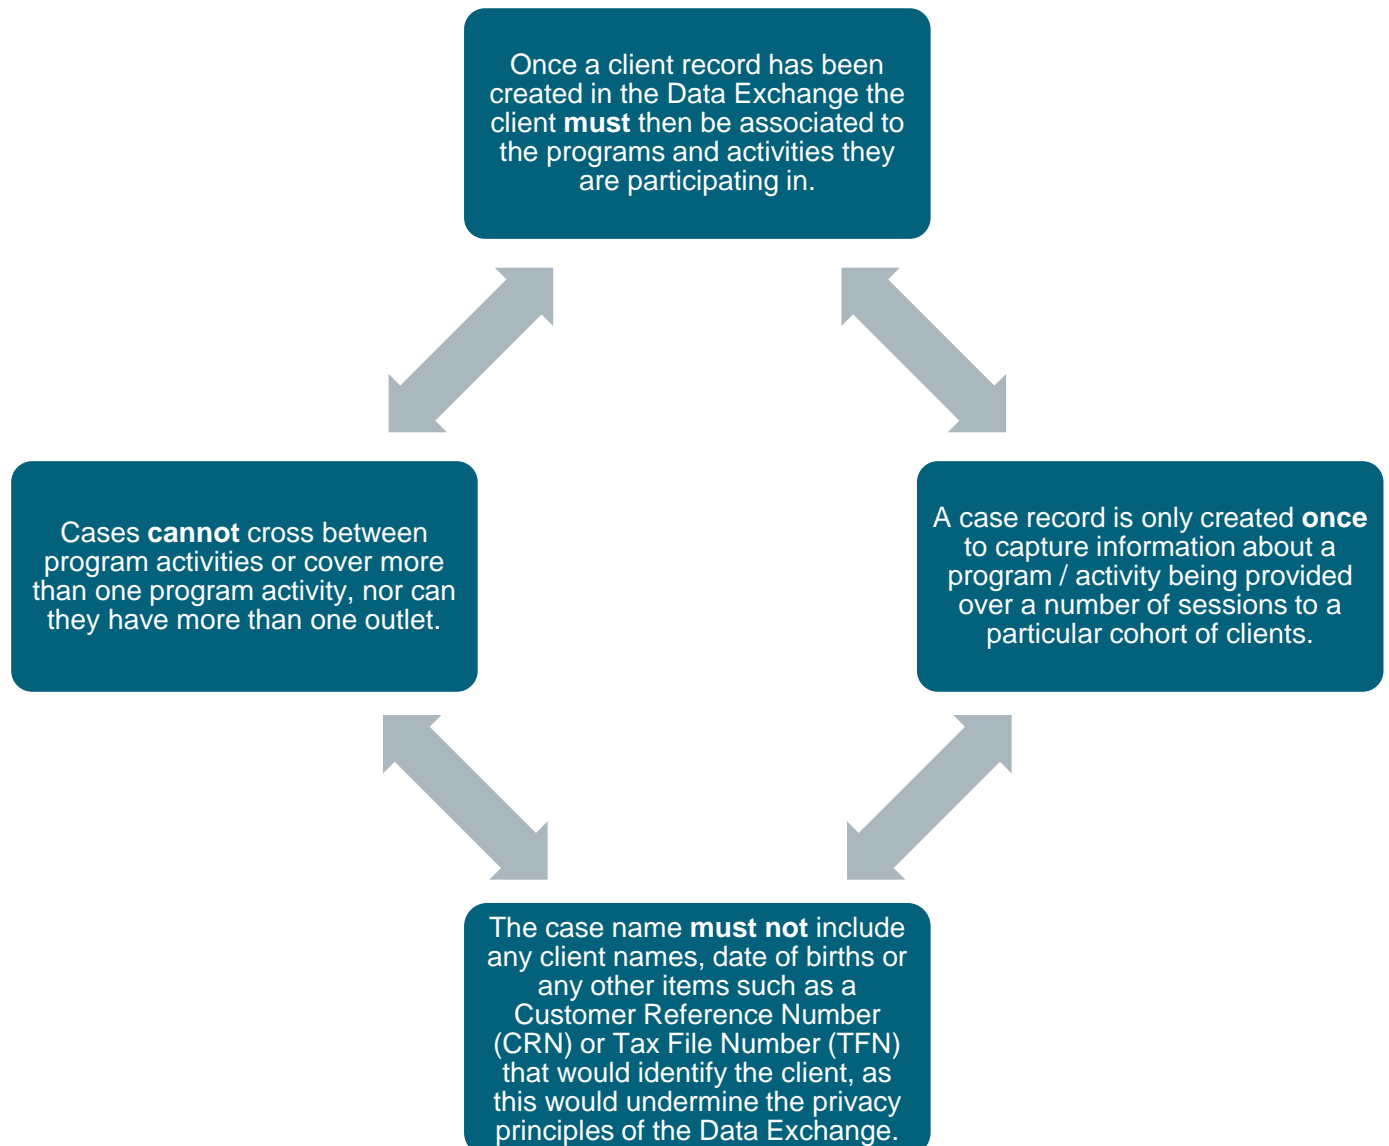 Once a client record has been
created in the Data Exchange the
client must then be associated to
the programs and activities they
are participating in.
Cases cannot cross between
program activities or cover more
than one program activity, nor can
they have more than one outlet.
A case record is only created once
to capture information about a
program / activity being provided
over a number of sessions to a
particular cohort of clients.
The case name must not include
any client names, date of births or
any other items such as a
Customer Reference Number
(CRN) or Tax File Number (TFN)
that would identify the client, as
this would undermine the privacy
principles of the Data Exchange.